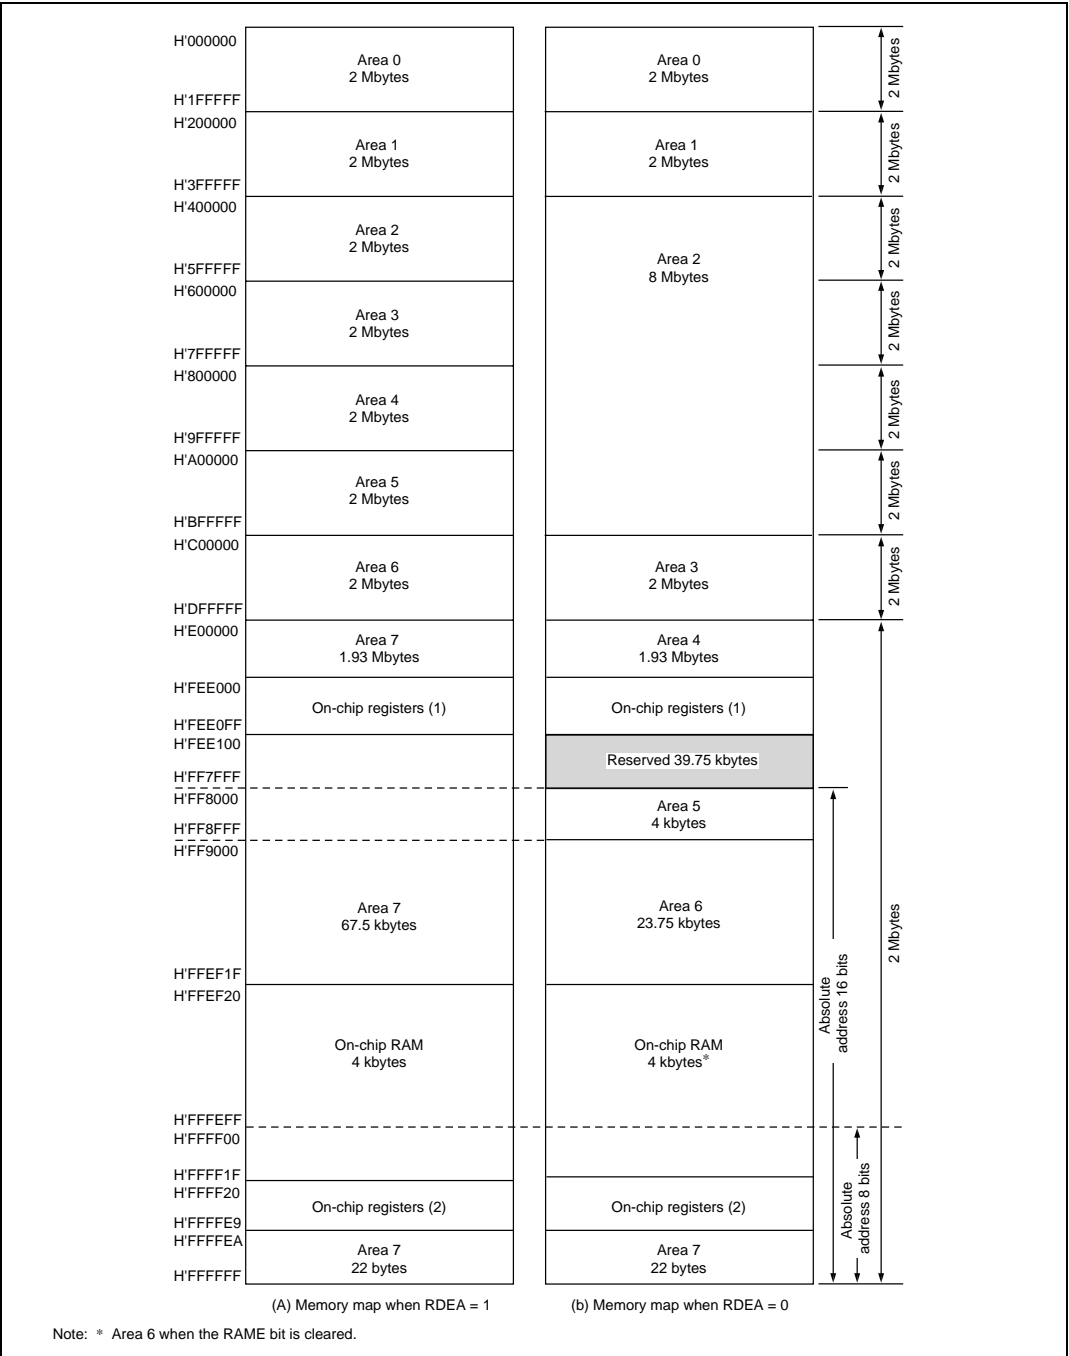 H'000000
Area 0
2 Mbytes
Area 0
2 Mbytes
2 Mbytes
H'1FFFFF
H'200000
Area 1
2 Mbytes
Area 1
2 Mbytes
2 Mbytes
H'3FFFFF
H'400000
Area 2
2 Mbytes
Area 2
8 Mbytes
2 Mbytes
H'5FFFFF
H'600000
Area 3
2 Mbytes
2 Mbytes
H'7FFFFF
H'800000
Area 4
2 Mbytes
2 Mbytes
H'9FFFFF
H'A00000
Area 5
2 Mbytes
2 Mbytes
H'BFFFFF
H'C00000
Area 6
2 Mbytes
Area 3
2 Mbytes
2 Mbytes
H'DFFFFF
H'E00000
Area 7
1.93 Mbytes
Area 4
1.93 Mbytes
H'FEE000
On-chip registers (1)
On-chip registers (1)
H'FEE0FF
H'FEE100
Reserved 39.75 kbytes
H'FF7FFF
H'FF8000
Area 5
4 kbytes
H'FF8FFF
H'FF9000
Area 7
67.5 kbytes
Area 6
23.75 kbytes
2 Mbytes
Absolute
address 16 bits
H'FFEF1F
H'FFEF20
On-chip RAM
4 kbytes
On-chip RAM
4 kbytes*
H'FFFEFF
H'FFFF00
Absolute
address 8 bits
H'FFFF1F
H'FFFF20
On-chip registers (2)
On-chip registers (2)
H'FFFFE9
H'FFFFEA
Area 7
22 bytes
Area 7
22 bytes
H'FFFFFF
(A) Memory map when RDEA = 1
(b) Memory map when RDEA = 0
Note: * Area 6 when the RAME bit is cleared.